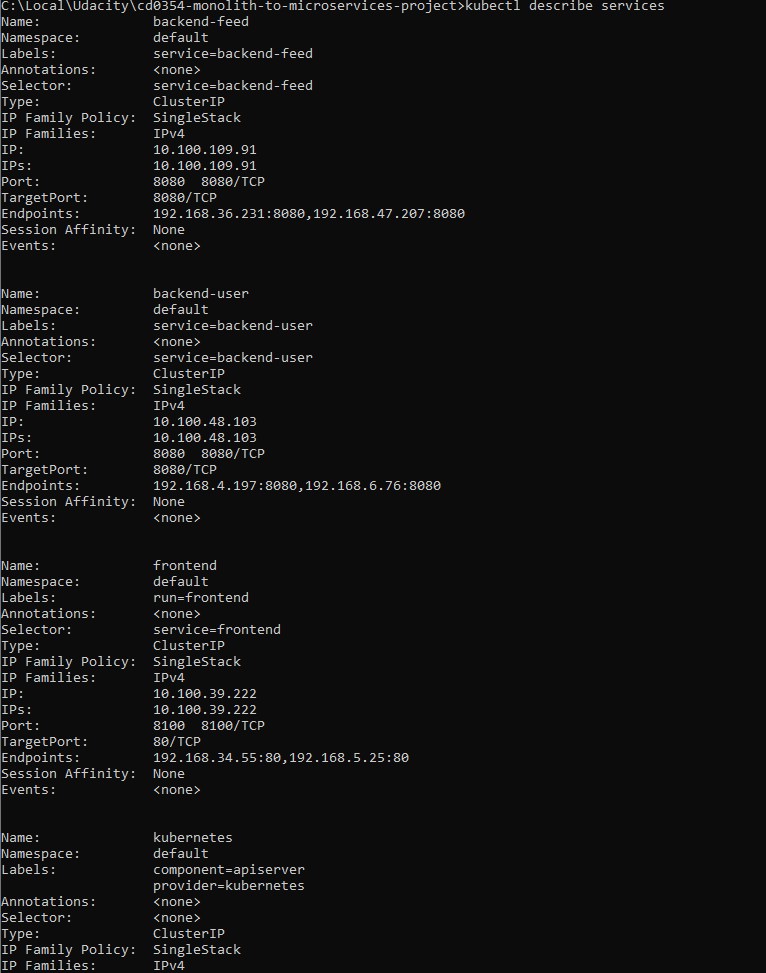 C:\Local\Udacity\cd0354-monolith-to-microservices-project>kubectl describe services
Name:              backend-feed
Namespace:         default
Labels:            service=backend-feed
Annotations:       <none>
Selector:          service=backend-feed
Type:              ClusterIP
IP Family Policy:  SingleStack
IP Families:       IPv4
IP:                10.100.109.91
IPs:               10.100.109.91
Port:              8080  8080/TCP
TargetPort:        8080/TCP
Endpoints:         192.168.36.231:8080,192.168.47.207:8080
Session Affinity:  None
Events:            <none>

Name:              backend-user
Namespace:         default
Labels:            service=backend-user
Annotations:       <none>
Selector:          service=backend-user
Type:              ClusterIP
IP Family Policy:  SingleStack
IP Families:       IPv4
IP:                10.100.48.103
IPs:               10.100.48.103
Port:              8080  8080/TCP
TargetPort:        8080/TCP
Endpoints:         192.168.4.197:8080,192.168.6.76:8080
Session Affinity:  None
Events:            <none>

Name:              frontend
Namespace:         default
Labels:            run=frontend
Annotations:       <none>
Selector:          service=frontend
Type:              ClusterIP
IP Family Policy:  SingleStack
IP Families:       IPv4
IP:                10.100.39.222
IPs:               10.100.39.222
Port:              8100  8100/TCP
TargetPort:        80/TCP
Endpoints:         192.168.34.55:80,192.168.5.25:80
Session Affinity:  None
Events:            <none>

Name:              kubernetes
Namespace:         default
Labels:            component=apiserver
                   provider=kubernetes
Annotations:       <none>
Selector:          <none>
Type:              ClusterIP
IP Family Policy:  SingleStack
IP Families:       IPv4